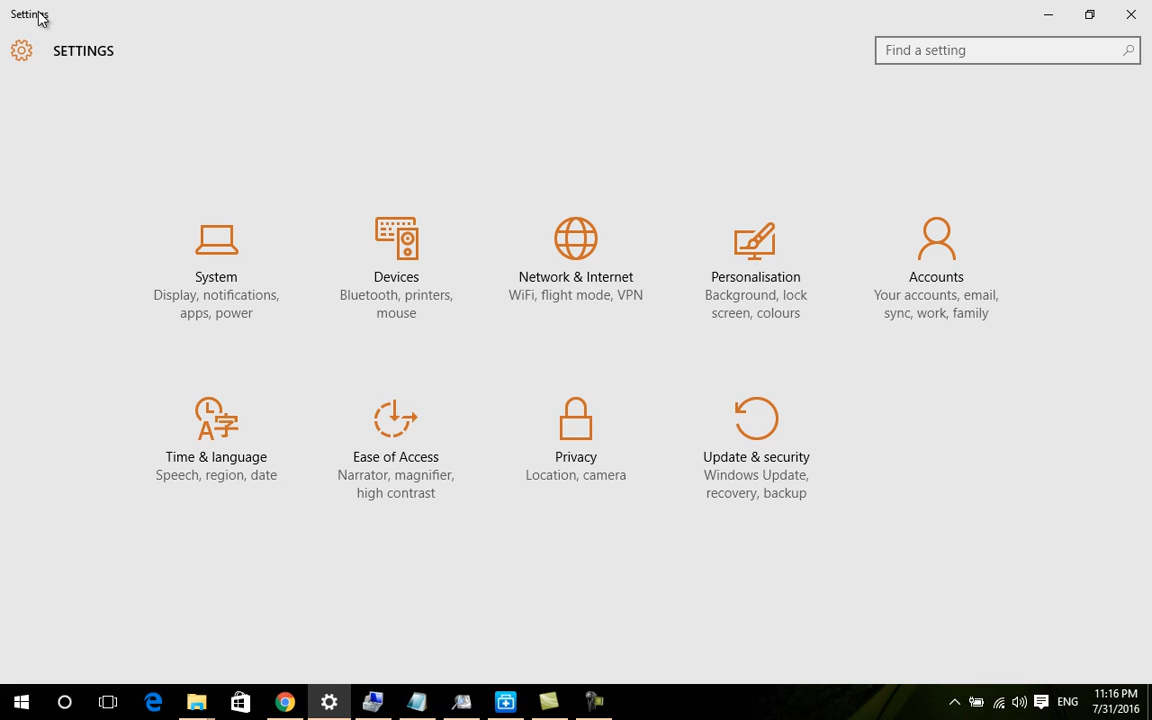 Settings
SETTINGS
Find a setting
System
Display, notifications,
apps, power
Devices
Bluetooth, printers,
mouse
Network & Internet
WiFi, flight mode, VPN
Personalisation
Background, lock
screen, colours
Accounts
Your accounts, email,
sync, work, family
Time & language
Speech, region, date
Ease of Access
Narrator, magnifier,
high contrast
Privacy
Location, camera
Update & security
Windows Update,
recovery, backup
ENG
11:16 PM
7/31/2016